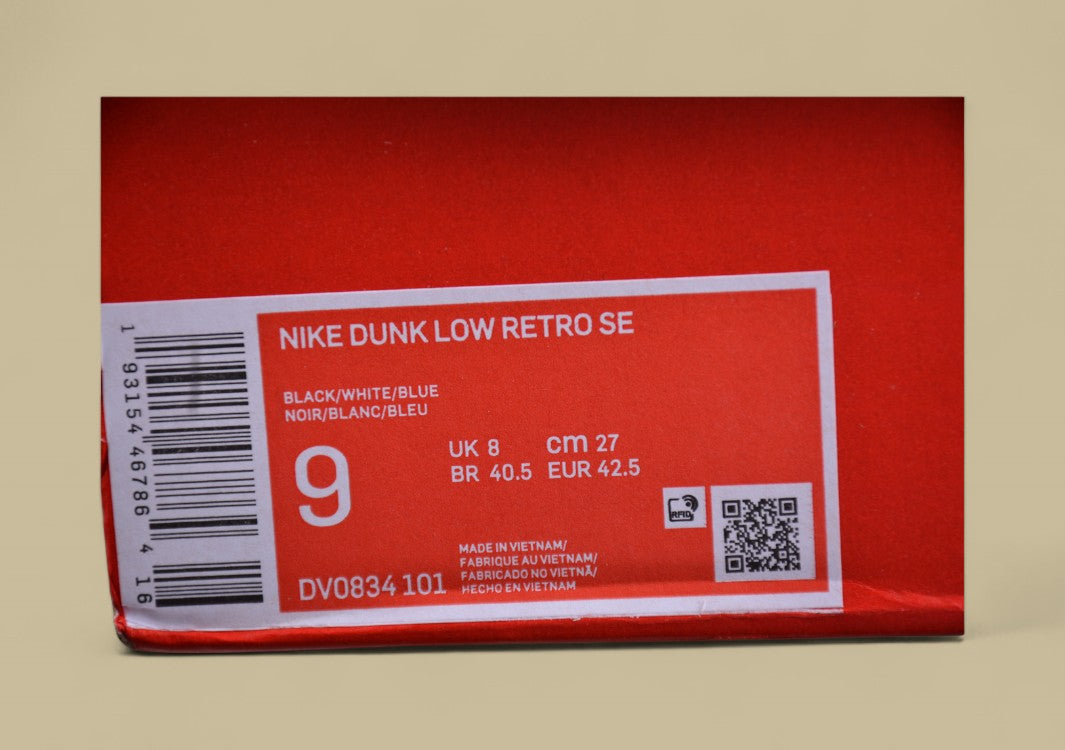 NIKE DUNK LOW RETRO SE
BLACK/WHITE/BLUE
NOIR/BLANC/BLEU
9
UK 8 cm 27
BR 40.5 EUR 42.5
RFID
MADE IN VIETNAM/
FABRIQUE AU VIETNAM/
FABRICADO NO VIETNÃ/
HECHO EN VIETNAM
DV0834 101
1 93154 46786 4 16